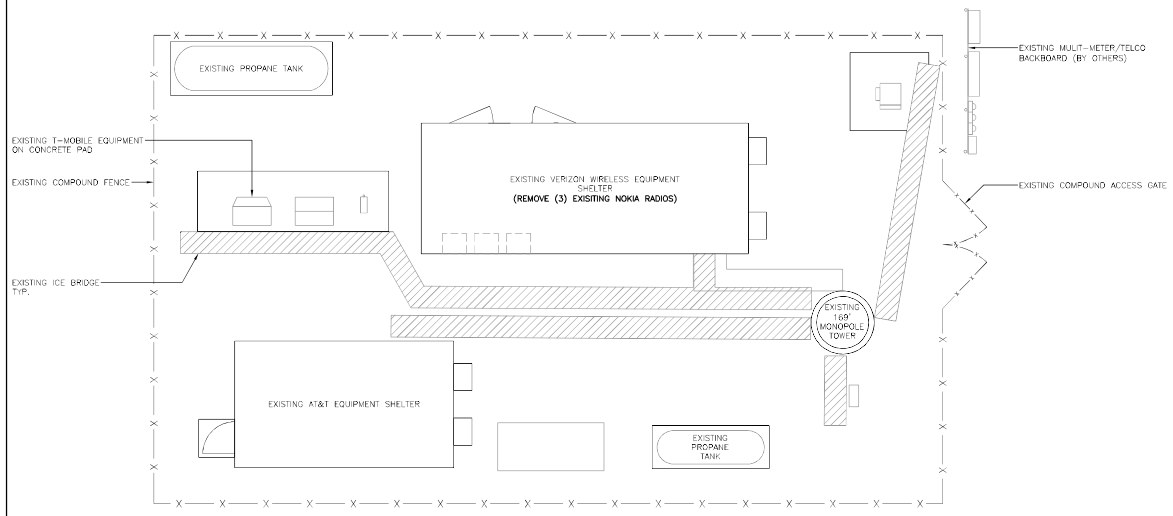 EXISTING PROPANE TANK
EXISTING MULIT-METER/TELCO
BACKBOARD (BY OTHERS)
EXISTING T-MOBILE EQUIPMENT
ON CONCRETE PAD
EXISTING COMPOUND FENCE
EXISTING VERIZON WIRELESS EQUIPMENT
SHELTER
(REMOVE (3) EXISITING NOKIA RADIOS)
EXISTING COMPOUND ACCESS GATE
EXISTING ICE BRIDGE
TYP.
EXISTING
169'
MONOPOLE
TOWER
EXISTING AT&T EQUIPMENT SHELTER
EXISTING
PROPANE
TANK